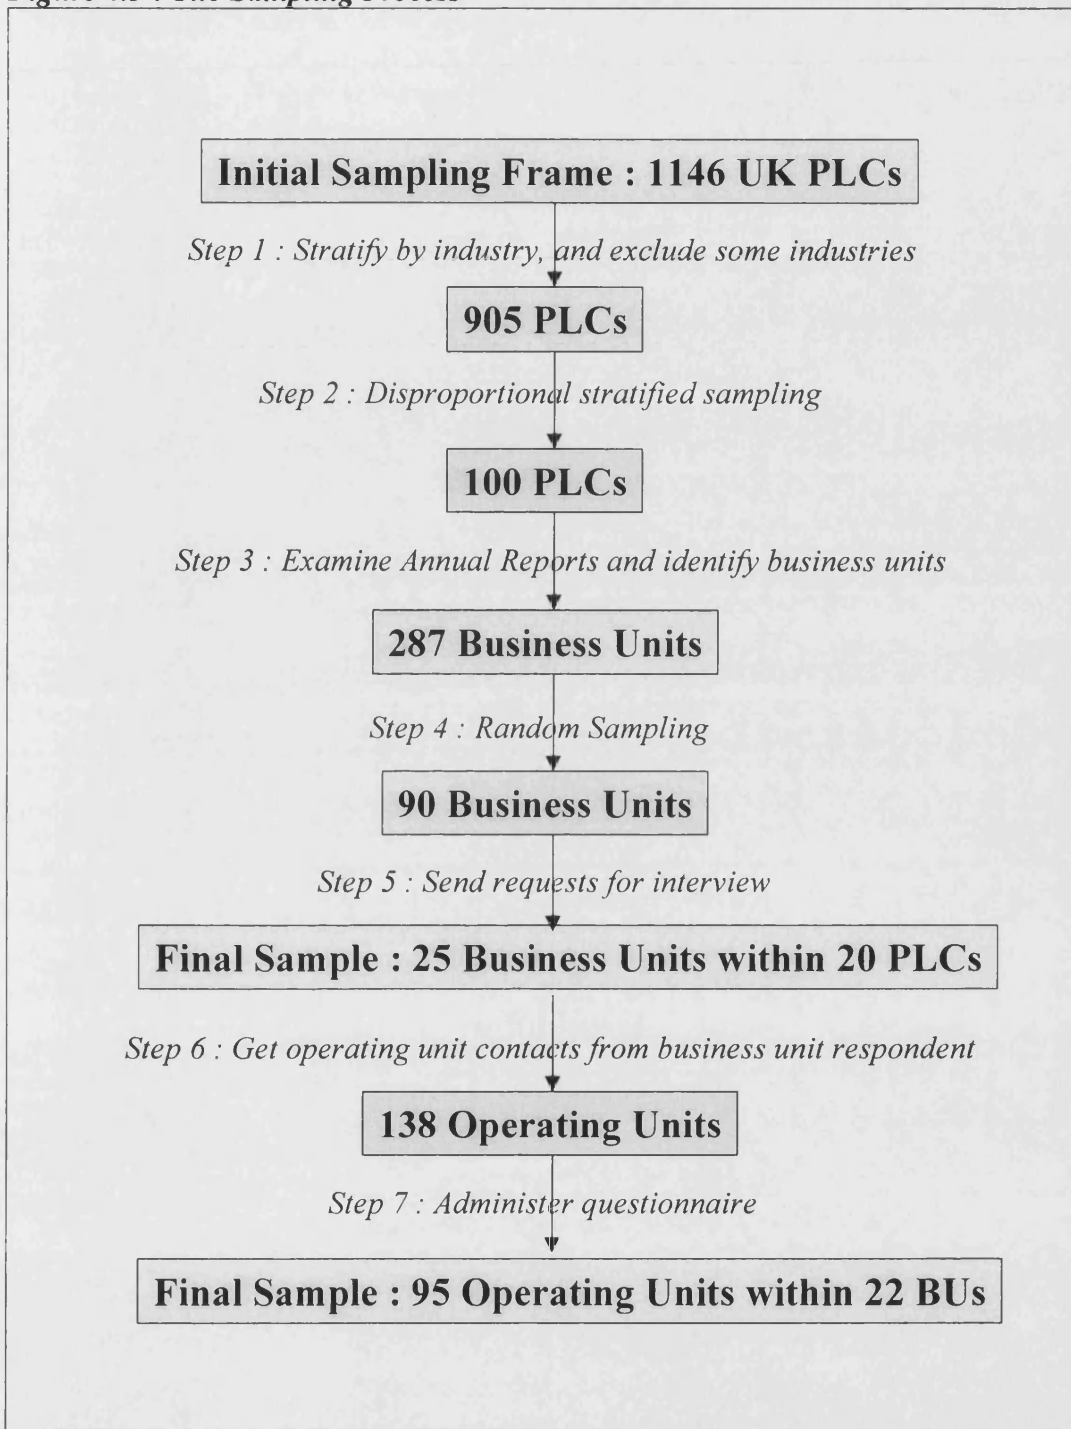 Figure : The Sampling Process
Initial Sampling Frame : 1146 UK PLCs
Step 1 : Stratify by industry, and exclude some industries
905 PLCs
Step 2 : Disproportional stratified sampling
100 PLCs
Step 3 : Examine Annual Reports and identify business units
287 Business Units
Step 4 : Random Sampling
90 Business Units
Step 5 : Send requests for interview
Final Sample : 25 Business Units within 20 PLCs
Step 6 : Get operating unit contacts from business unit respondent
138 Operating Units
Step 7 : Administer questionnaire
Final Sample : 95 Operating Units within 22 BUs